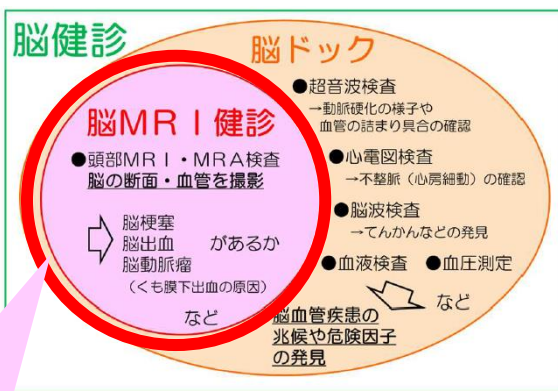 脳健診
脳ドック
脳MRI健診
●頭部MRI・MRA検査
脳の断面・血管を撮影
脳梗塞
脳出血 があるか
脳動脈瘤
(くも膜下出血の原因)
など
●超音波検査
→動脈硬化の様子や
血管の詰まり具合の確認
●心電図検査
→不整脈(心房細動)の確認
●脳波検査
→てんかんなどの発見
●血液検査 ●血圧測定
など
脳血管疾患の
兆候や危険因子
の発見